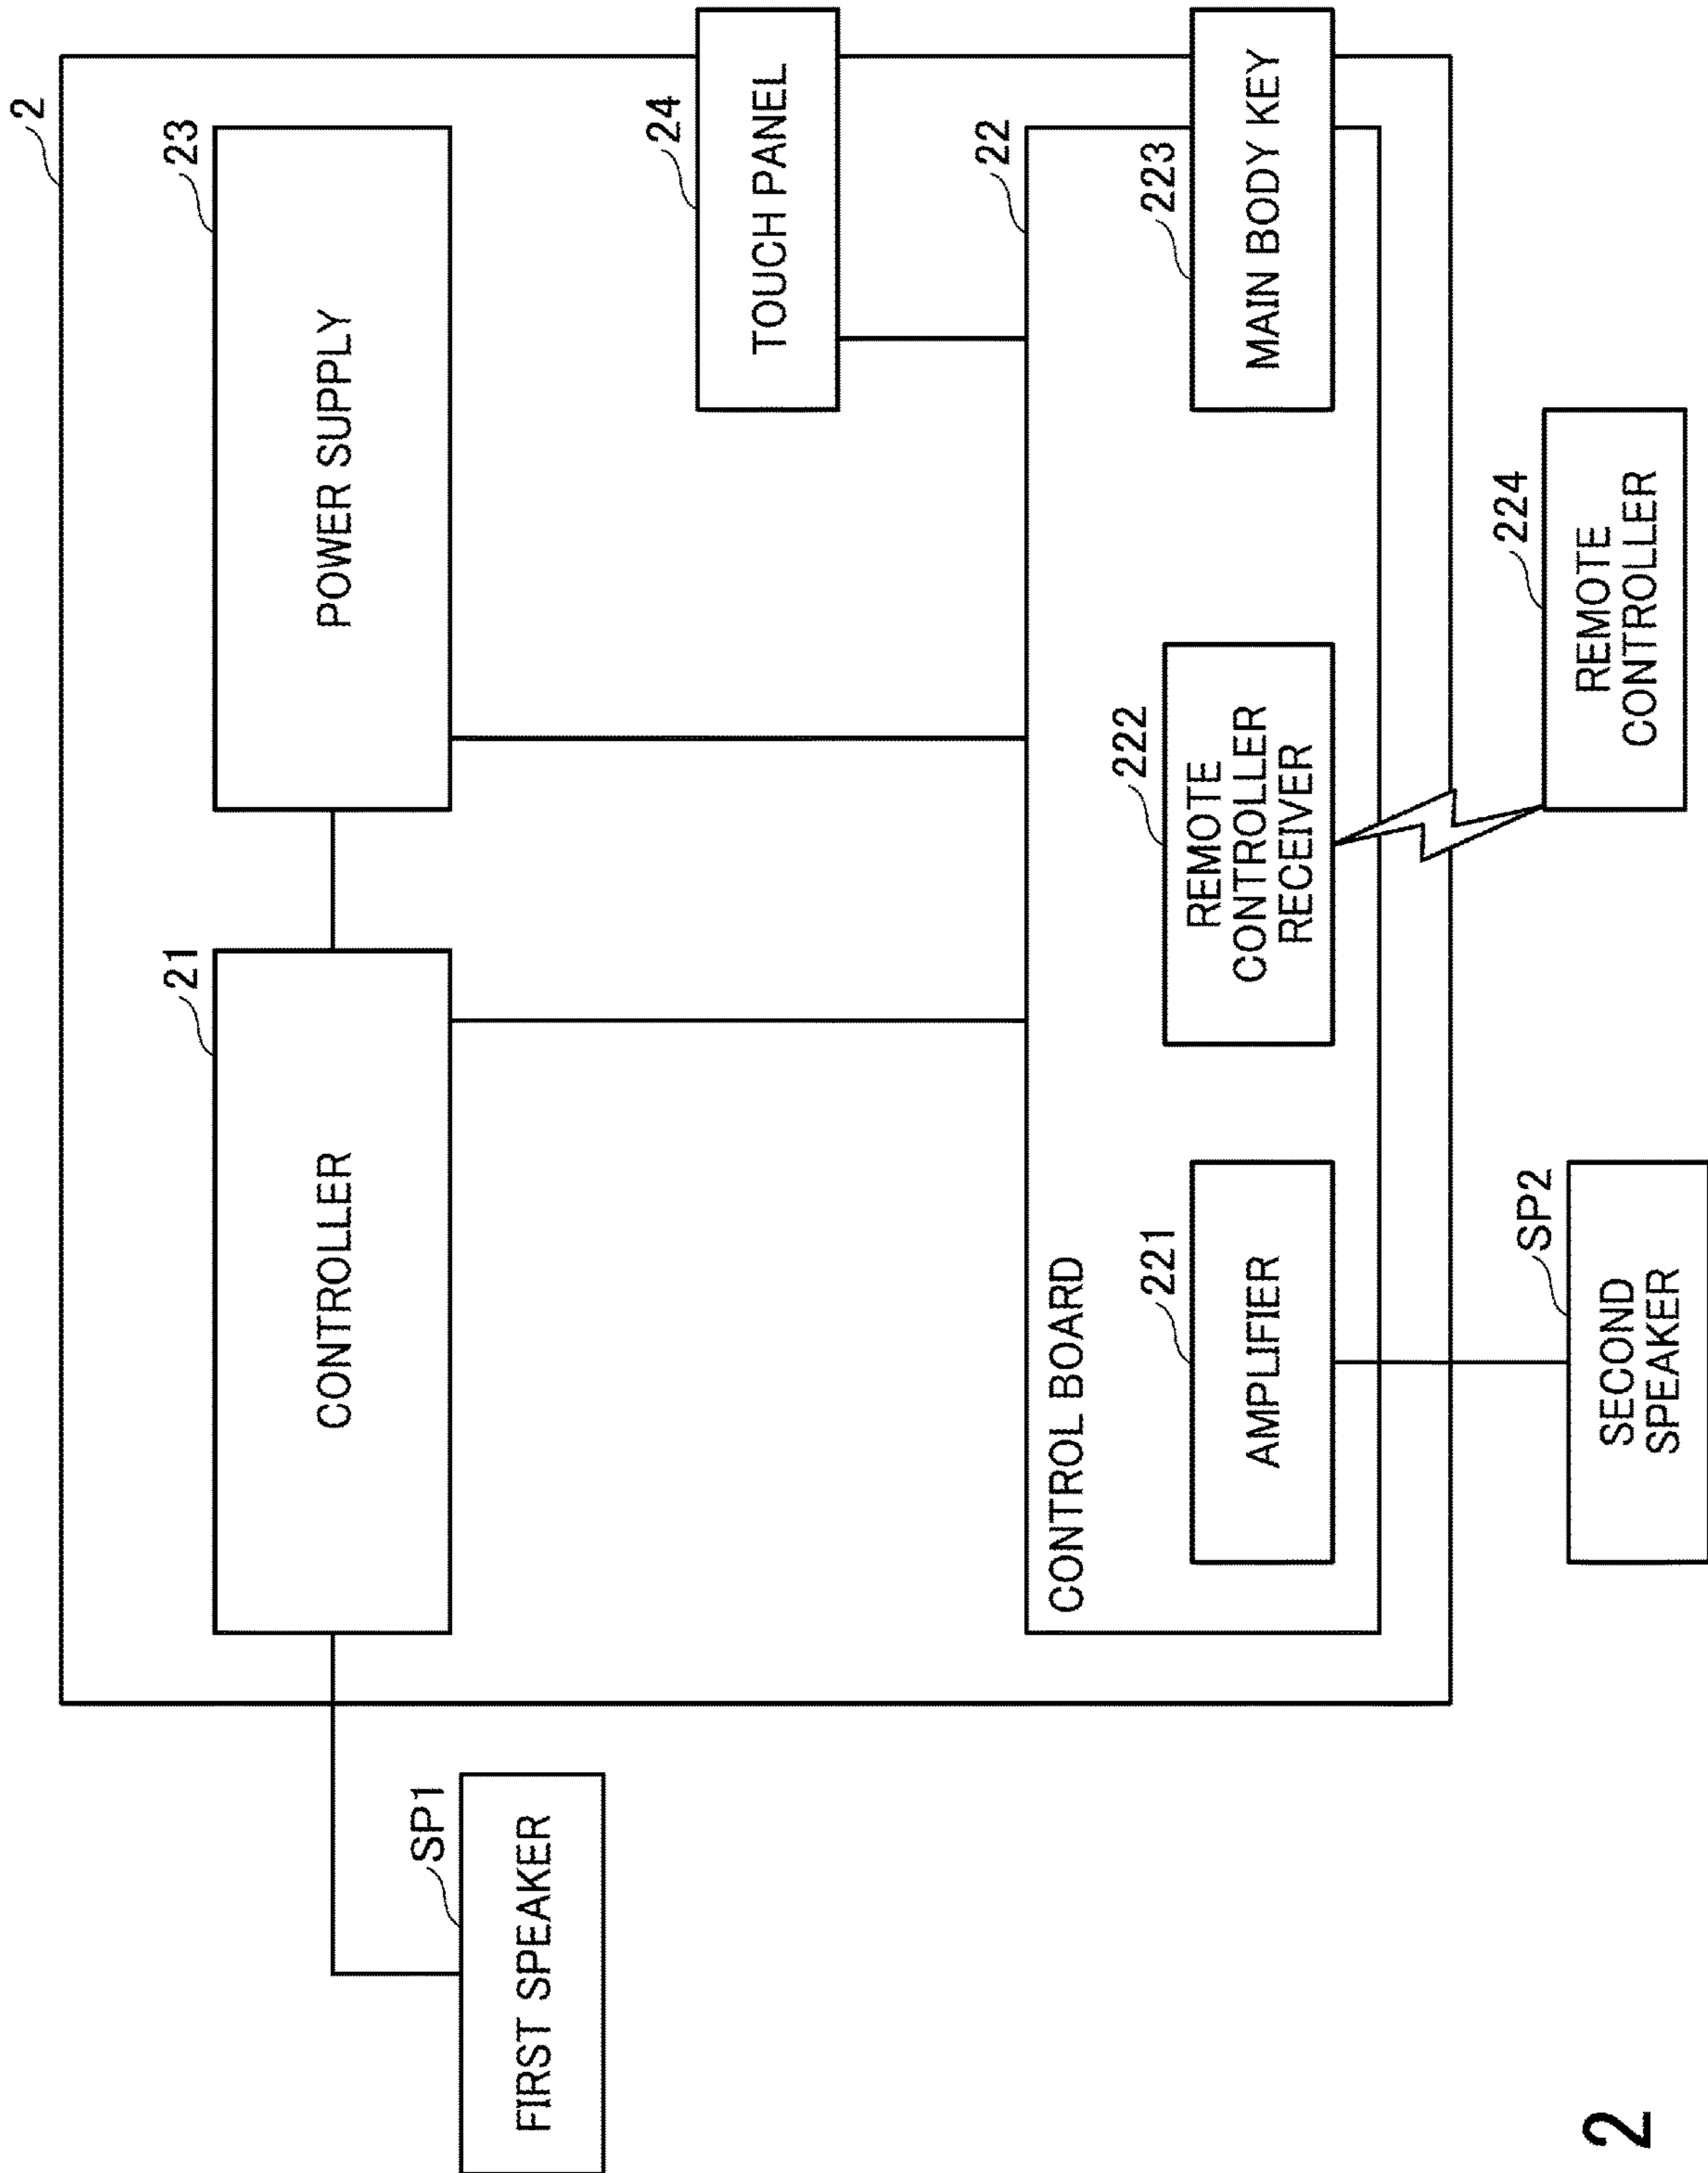 2
21
CONTROLLER
23
POWER SUPPLY
SP1
FIRST SPEAKER
24
TOUCH PANEL
22
CONTROL BOARD
221
AMPLIFIER
222
REMOTE
CONTROLLER
RECEIVER
223
MAIN BODY KEY
SP2
SECOND
SPEAKER
224
REMOTE
CONTROLLER
2